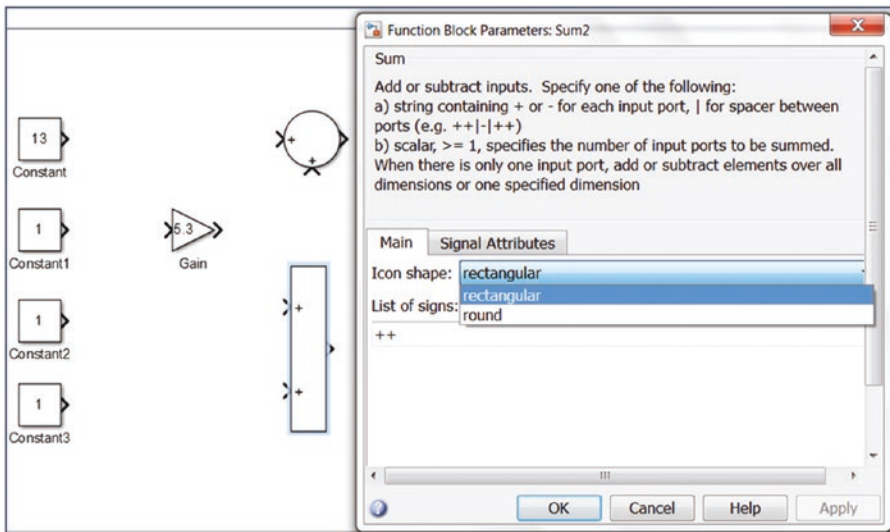 13
Constant
1
Constant1
1
Constant2
1
Constant3
5.3
Gain
+
+
+
+
Function Block Parameters: Sum2
Sum
Add or subtract inputs. Specify one of the following:
a) string containing + or - for each input port, | for spacer between
ports (e.g. ++|-|++)
b) scalar, >= 1, specifies the number of input ports to be summed.
When there is only one input port, add or subtract elements over all
dimensions or one specified dimension
Main Signal Attributes
Icon shape: rectangular
rectangular
List of signs:
round
++
OK Cancel Help Apply